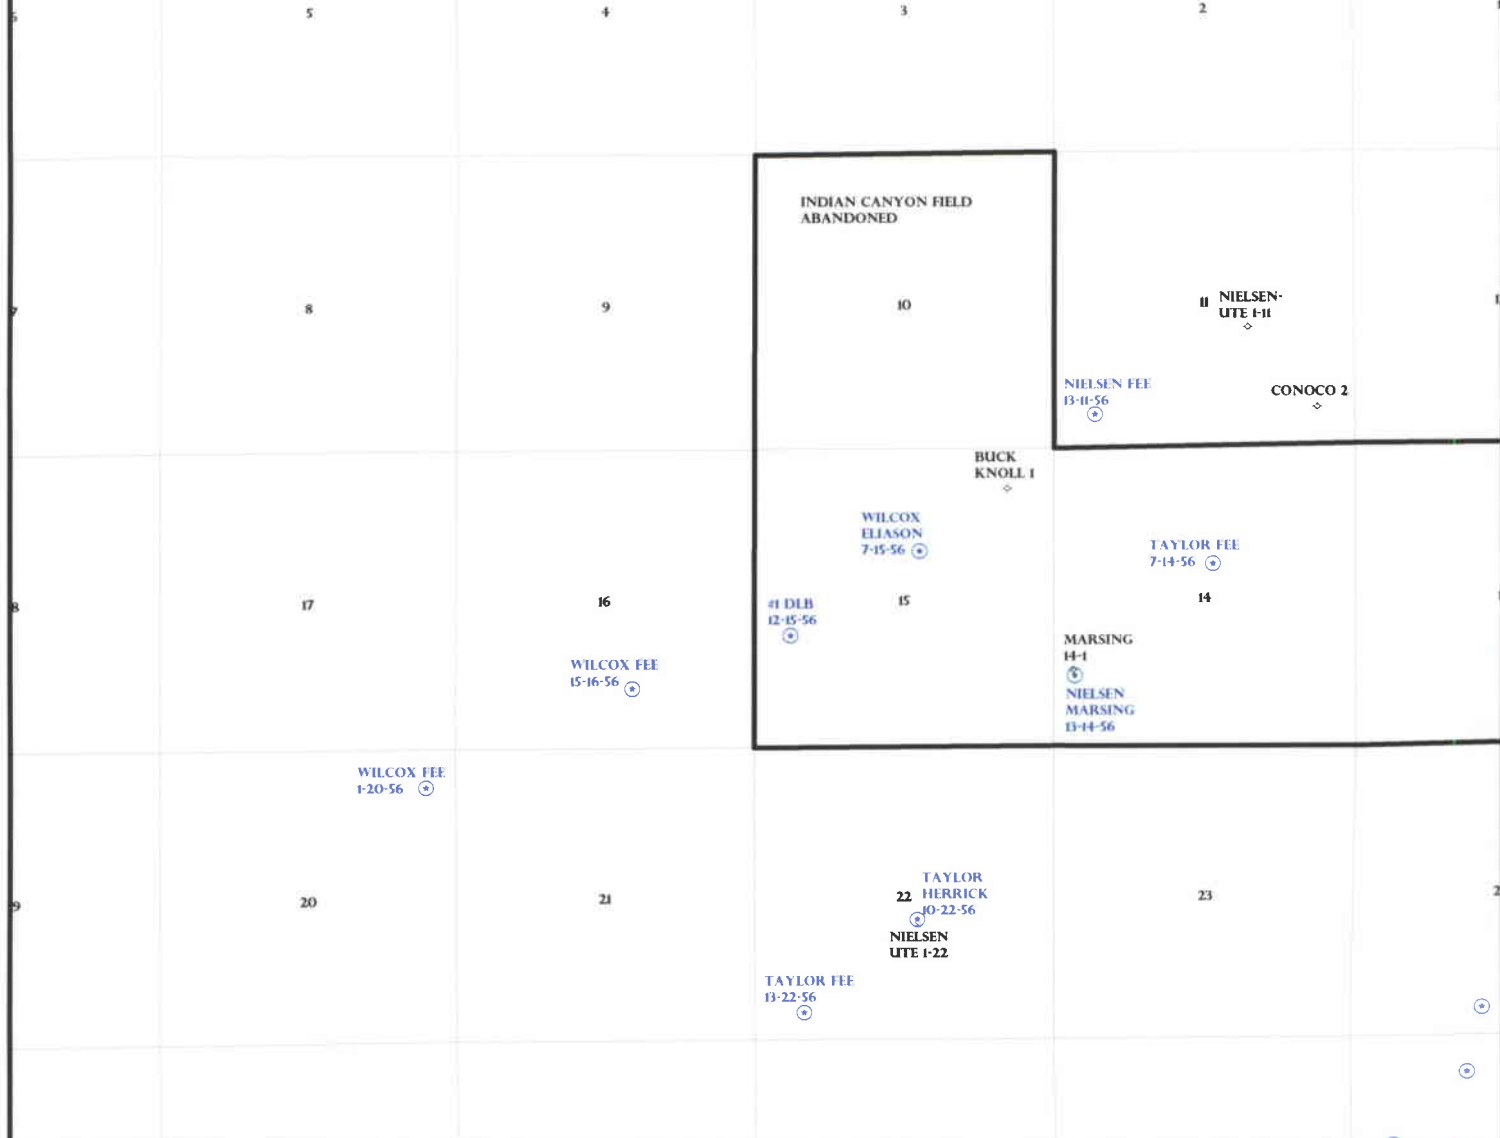 5
4
3
2
INDIAN CANYON FIELD
ABANDONED
7
8
9
10
11
NIELSEN-
UTE 1-11
NIELSEN FEE
13-11-56
CONOCO 2
BUCK
KNOLL 1
WILCOX
ELIASON
7-15-56
TAYLOR FEE
7-14-56
8
17
16
#1 DLB
12-15-56
15
14
WILCOX FEE
15-16-56
MARSING
14-1
NIELSEN
MARSING
13-14-56
WILCOX FEE
1-20-56
9
20
21
22
TAYLOR
HERRICK
10-22-56
NIELSEN
UTE 1-22
23
TAYLOR FEE
13-22-56